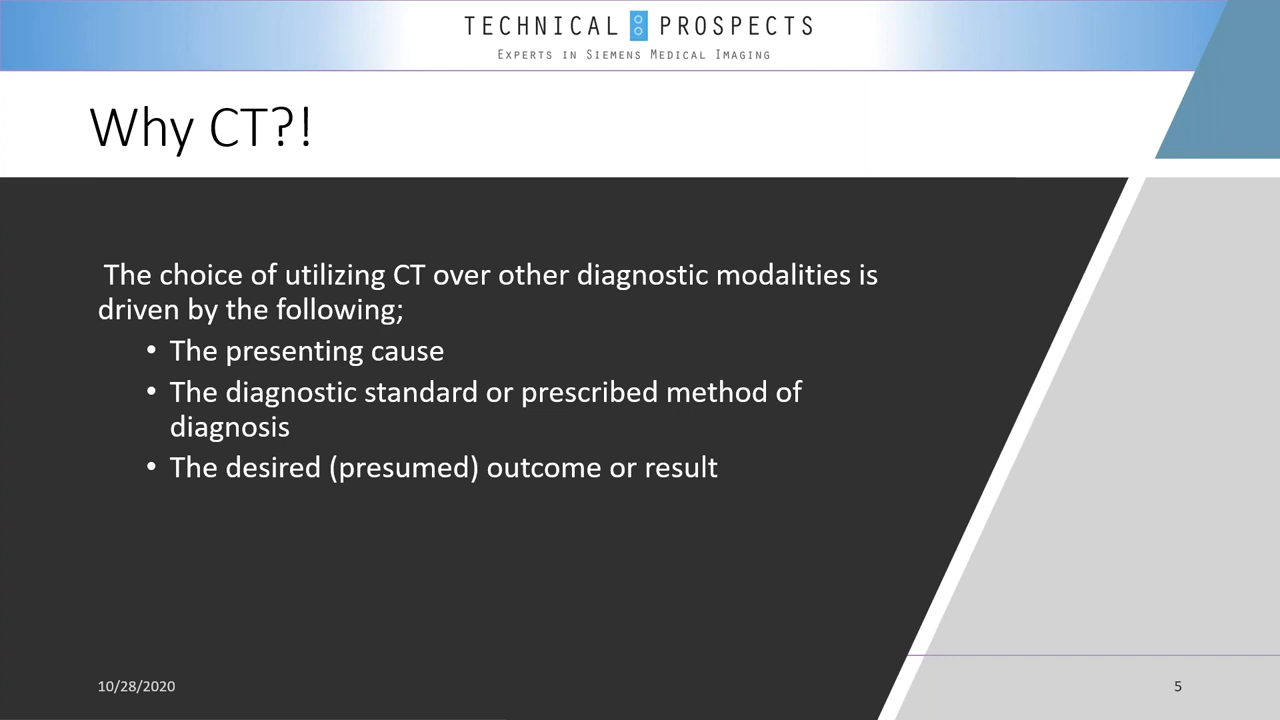 TECHNICAL PROSPECTS
EXPERTS IN SIEMENS MEDICAL IMAGING
Why CT?!
The choice of utilizing CT over other diagnostic modalities is
driven by the following;
• The presenting cause
• The diagnostic standard or prescribed method of
diagnosis
• The desired (presumed) outcome or result
10/28/2020
5